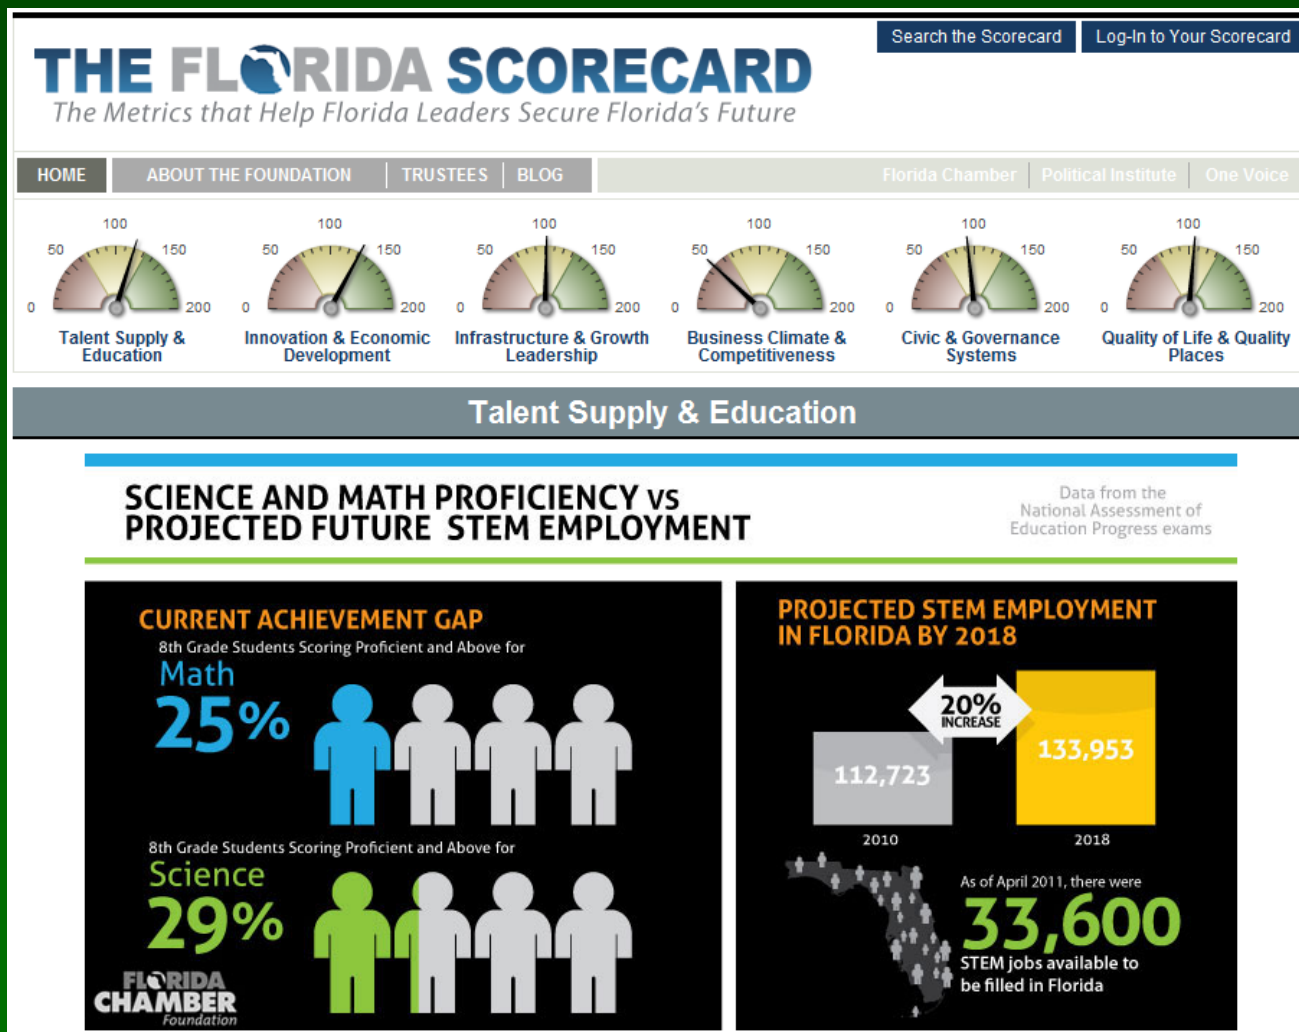 Search the Scorecard
Log-In to Your Scorecard
THE FLORIDA SCORECARD
The Metrics that Help Florida Leaders Secure Florida's Future
HOME
ABOUT THE FOUNDATION
TRUSTEES
BLOG
Florida Chamber
Political Institute
One Voice
0 50 100 150 200
Talent Supply &
Education
0 50 100 150 200
Innovation & Economic
Development
0 50 100 150 200
Infrastructure & Growth
Leadership
0 50 100 150 200
Business Climate &
Competitiveness
0 50 100 150 200
Civic & Governance
Systems
0 50 100 150 200
Quality of Life & Quality
Places
Talent Supply & Education
SCIENCE AND MATH PROFICIENCY VS
PROJECTED FUTURE STEM EMPLOYMENT
Data from the
National Assessment of
Education Progress exams
CURRENT ACHIEVEMENT GAP
8th Grade Students Scoring Proficient and Above for
Math
25%
8th Grade Students Scoring Proficient and Above for
Science
29%
FLORIDA
CHAMBER
Foundation
PROJECTED STEM EMPLOYMENT
IN FLORIDA BY 2018
20%
INCREASE
112,723
133,953
2010
2018
As of April 2011, there were
33,600
STEM jobs available to
be filled in Florida